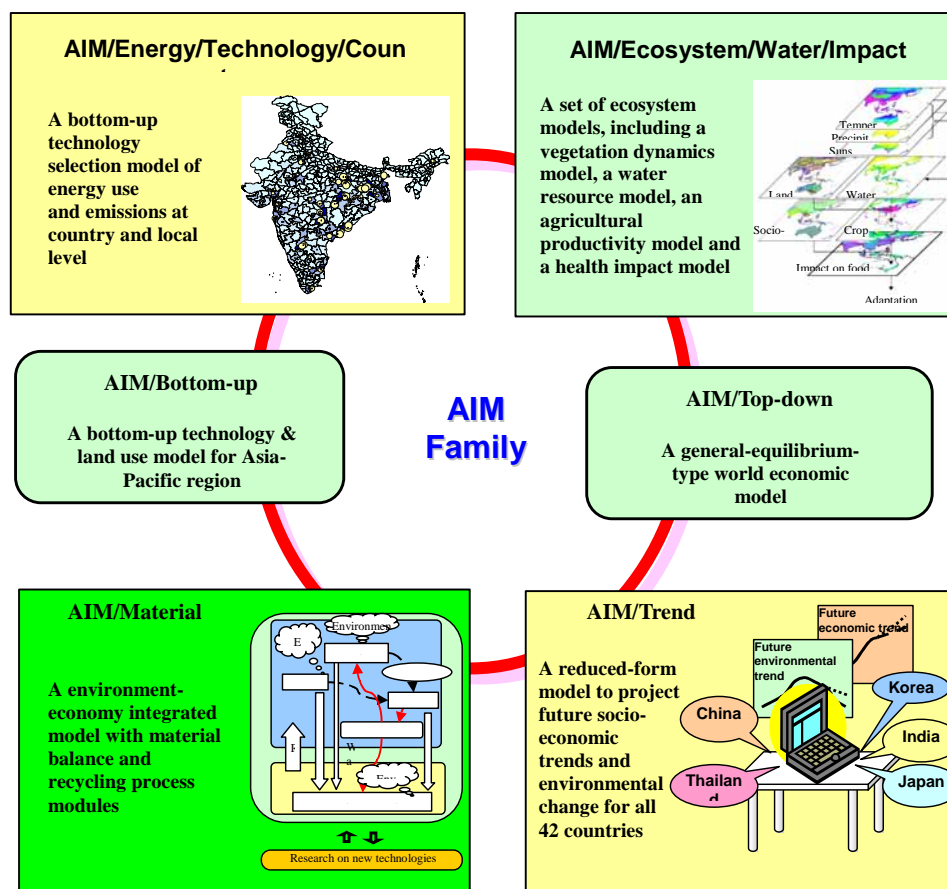 AIM/Energy/Technology/Coun
A bottom-up
technology
selection model of
energy use
and emissions at
country and local
level
AIM/Ecosystem/Water/Impact
A set of ecosystem
models, including a
vegetation dynamics
model, a water
resource model, an
agricultural
productivity model and
a health impact model
Temper
Precipit
Suns
Land
Water
Socio-
Crop
Impact on food
Adaptation
AIM/Bottom-up
A bottom-up technology &
land use model for Asia-
Pacific region
AIM
Family
AIM/Top-down
A general-equilibrium-
type world economic
model
AIM/Material
A environment-
economy integrated
model with material
balance and
recycling process
modules
E
Environmen
W
a
Research on new technologies
AIM/Trend
A reduced-form
model to project
future socio-
economic
trends and
environmental
change for all
42 countries
Future
economic trend
Future
environmental
trend
China
Korea
India
Thailan
Japan